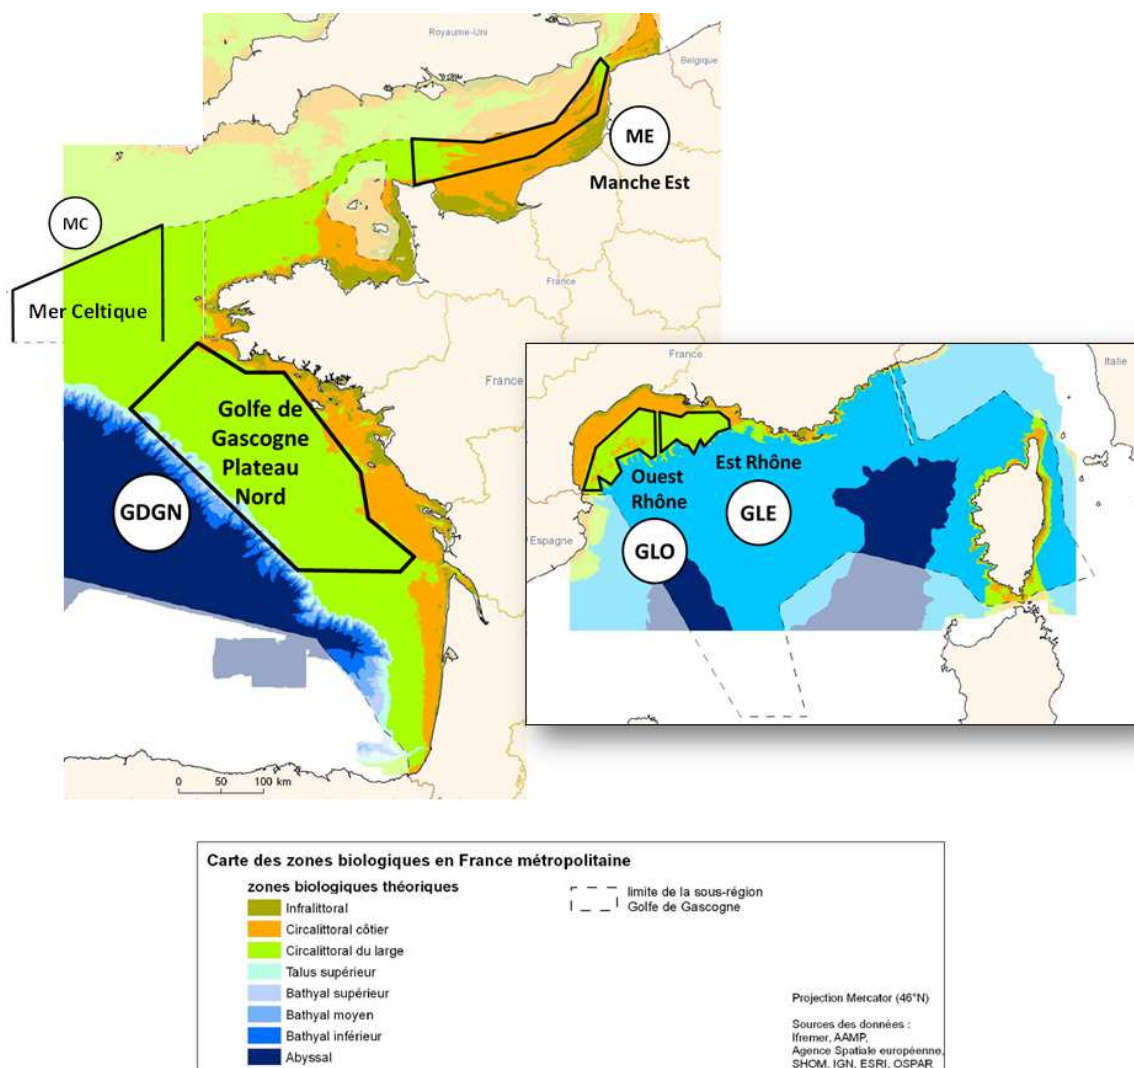 Royaume-Uni
Belgique
ME
Manche Est
MC
Mer Celtique
France
France
Golfe de
Gascogne
Plateau
Nord
GDGN
France
Italie
Ouest
Rhône
Est Rhône
GLE
GLO
Espagne
0 50 100 km
Carte des zones biologiques en France métropolitaine
zones biologiques théoriques
Infralittoral
Circalittoral côtier
Circalittoral du large
Talus supérieur
Bathyal supérieur
Bathyal moyen
Bathyal inférieur
Abyssal
limite de la sous-région
Golfe de Gascogne
Projection Mercator (46°N)
Sources des données :
Ifremer, AAMP,
Agence Spatiale européenne,
SHOM, IGN, ESRI, OSPAR